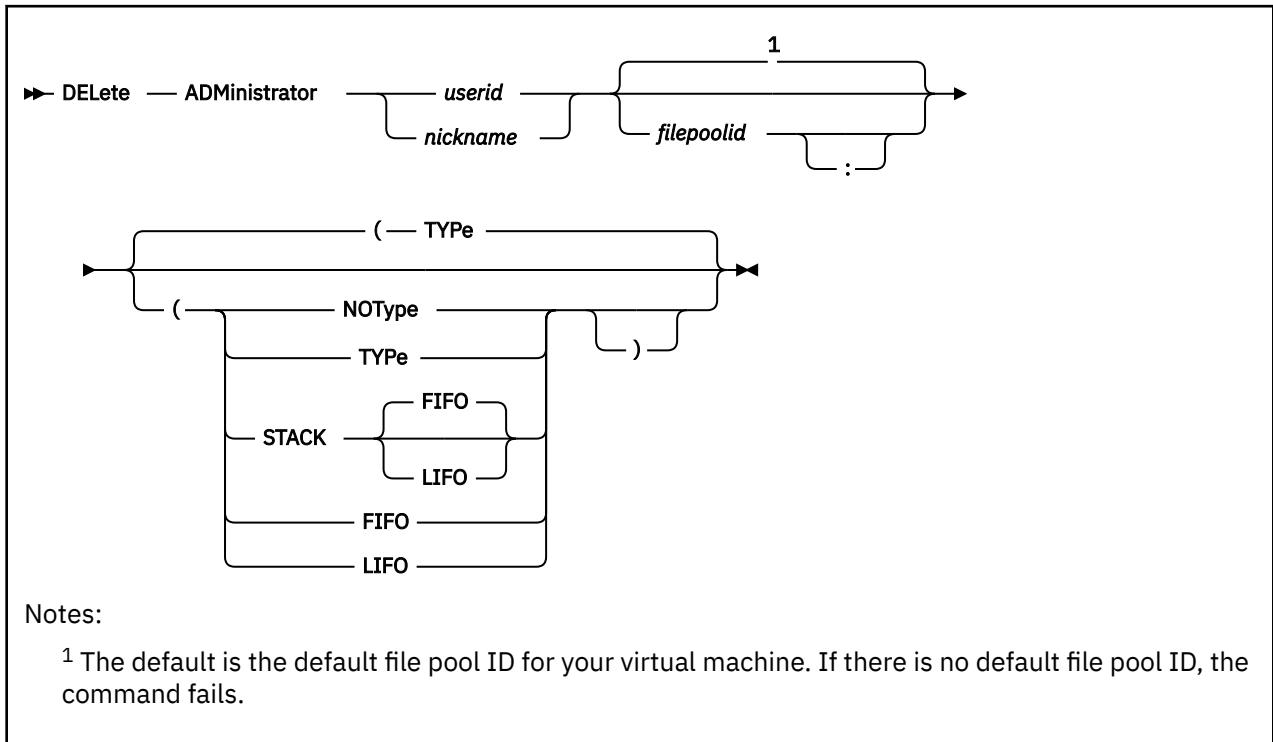 1
DELete ADMinistrator userid
nickname filepoolid
:
( TYPe
( NOType
TYPe )
FIFO
STACK
LIFO
FIFO
LIFO
Notes:
1 The default is the default file pool ID for your virtual machine. If there is no default file pool ID, the
command fails.